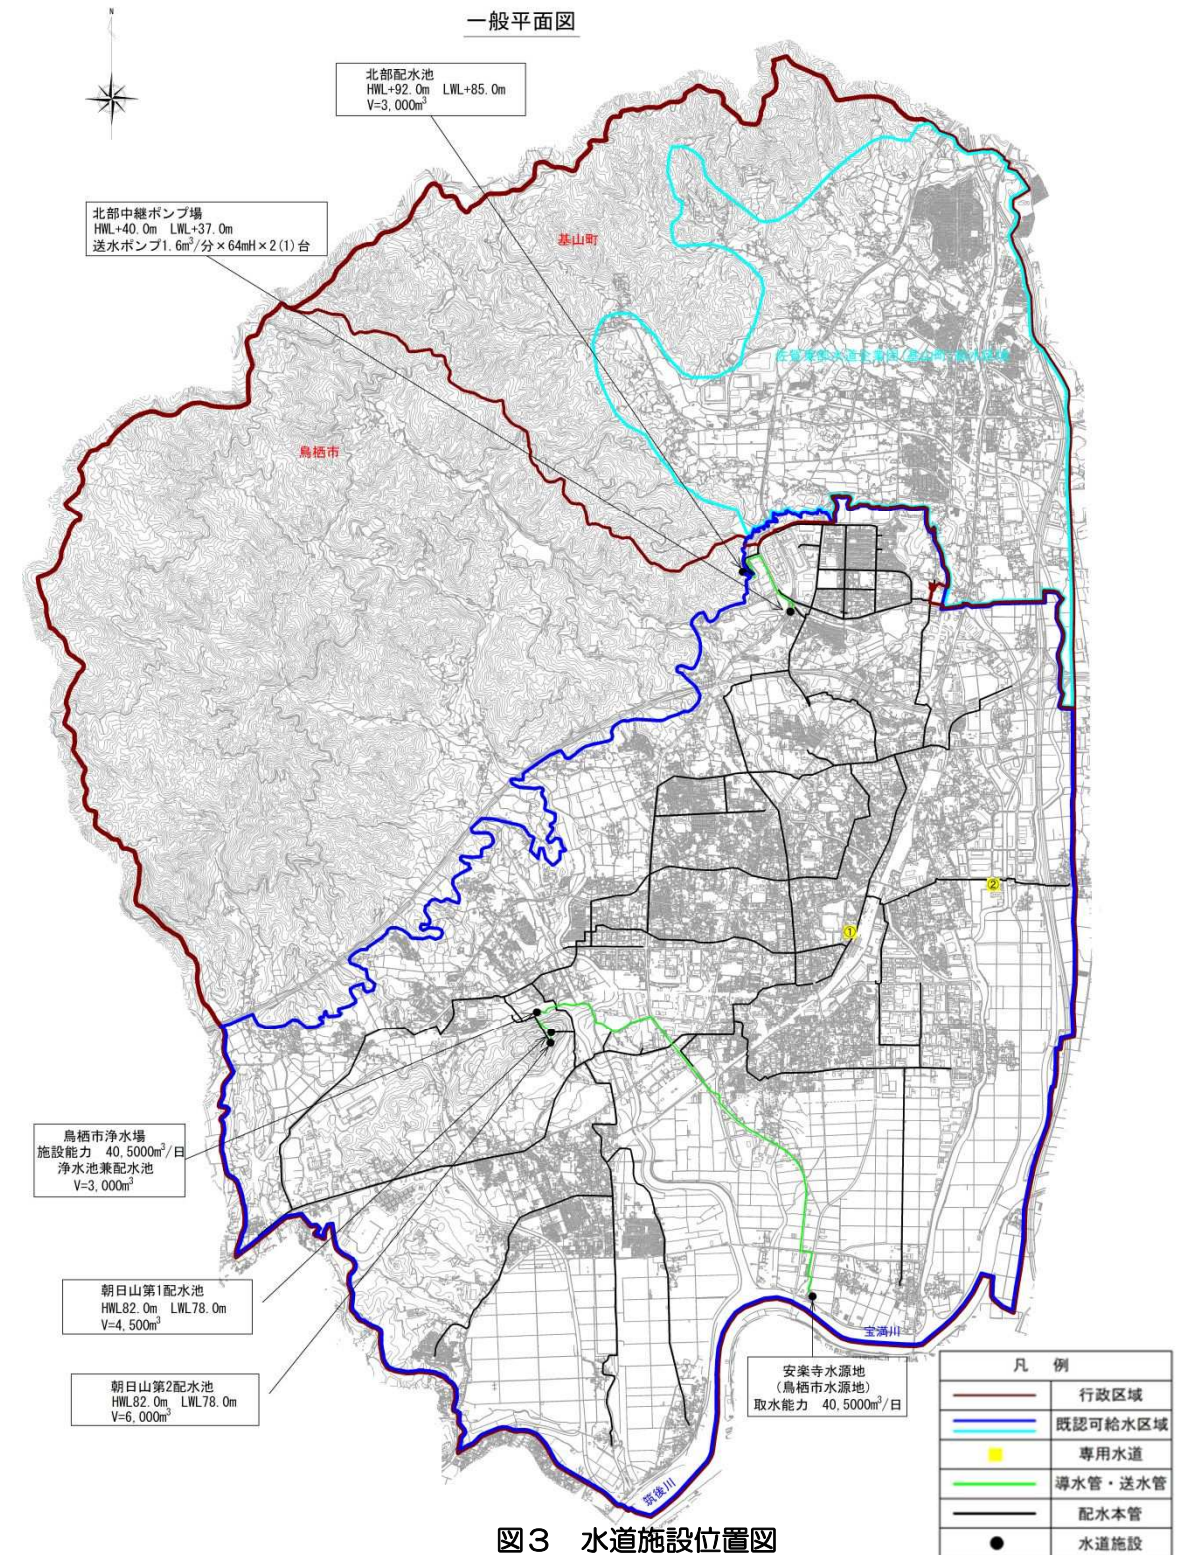 一般平面図
N
北部配水池
HWL+92.0m LWL+85.0m
V=3,000m³
北部中継ポンプ場
HWL+40.0m LWL+37.0m
送水ポンプ1.6m³/分×64mH×2(1)台
基山町
鳥栖市
②
①
鳥栖市浄水場
施設能力 40,5000m³/日
浄水池兼配水池
V=3,000m³
朝日山第1配水池
HWL82.0m LWL78.0m
V=4,500m³
朝日山第2配水池
HWL82.0m LWL78.0m
V=6,000m³
安楽寺水源地
(鳥栖市水源地)
取水能力 40,5000m³/日
宝満川
筑後川
凡 例
行政区域
既認可給水区域
専用水道
導水管・送水管
配水本管
水道施設
図3 水道施設位置図